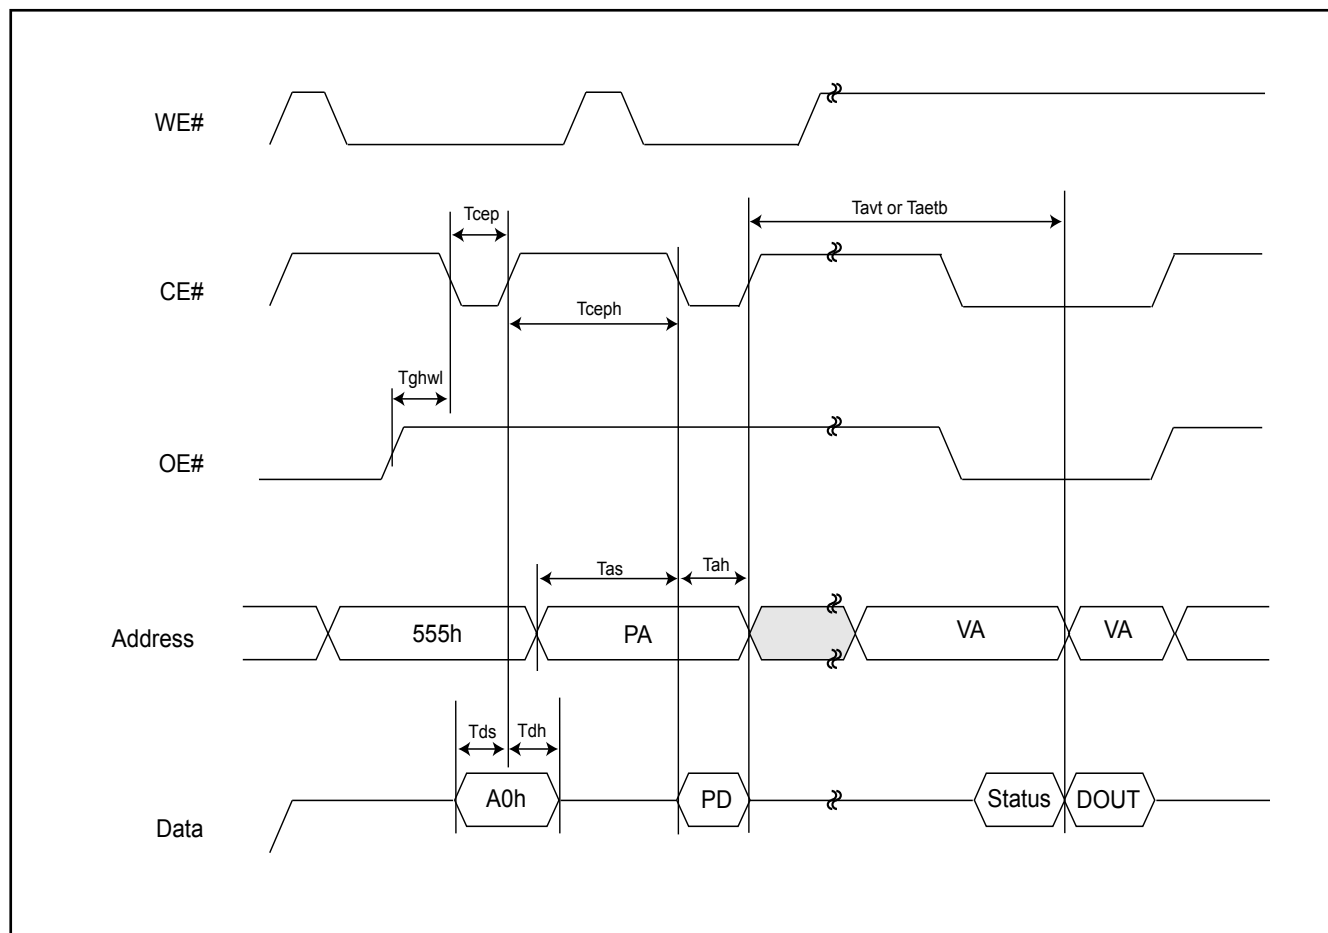 WE#
Tcep
Tavt or Taetb
CE#
Tceph
Tghwl
OE#
Tas
Tah
Address
555h
PA
VA
VA
Tds
Tdh
Data
A0h
PD
Status
DOUT